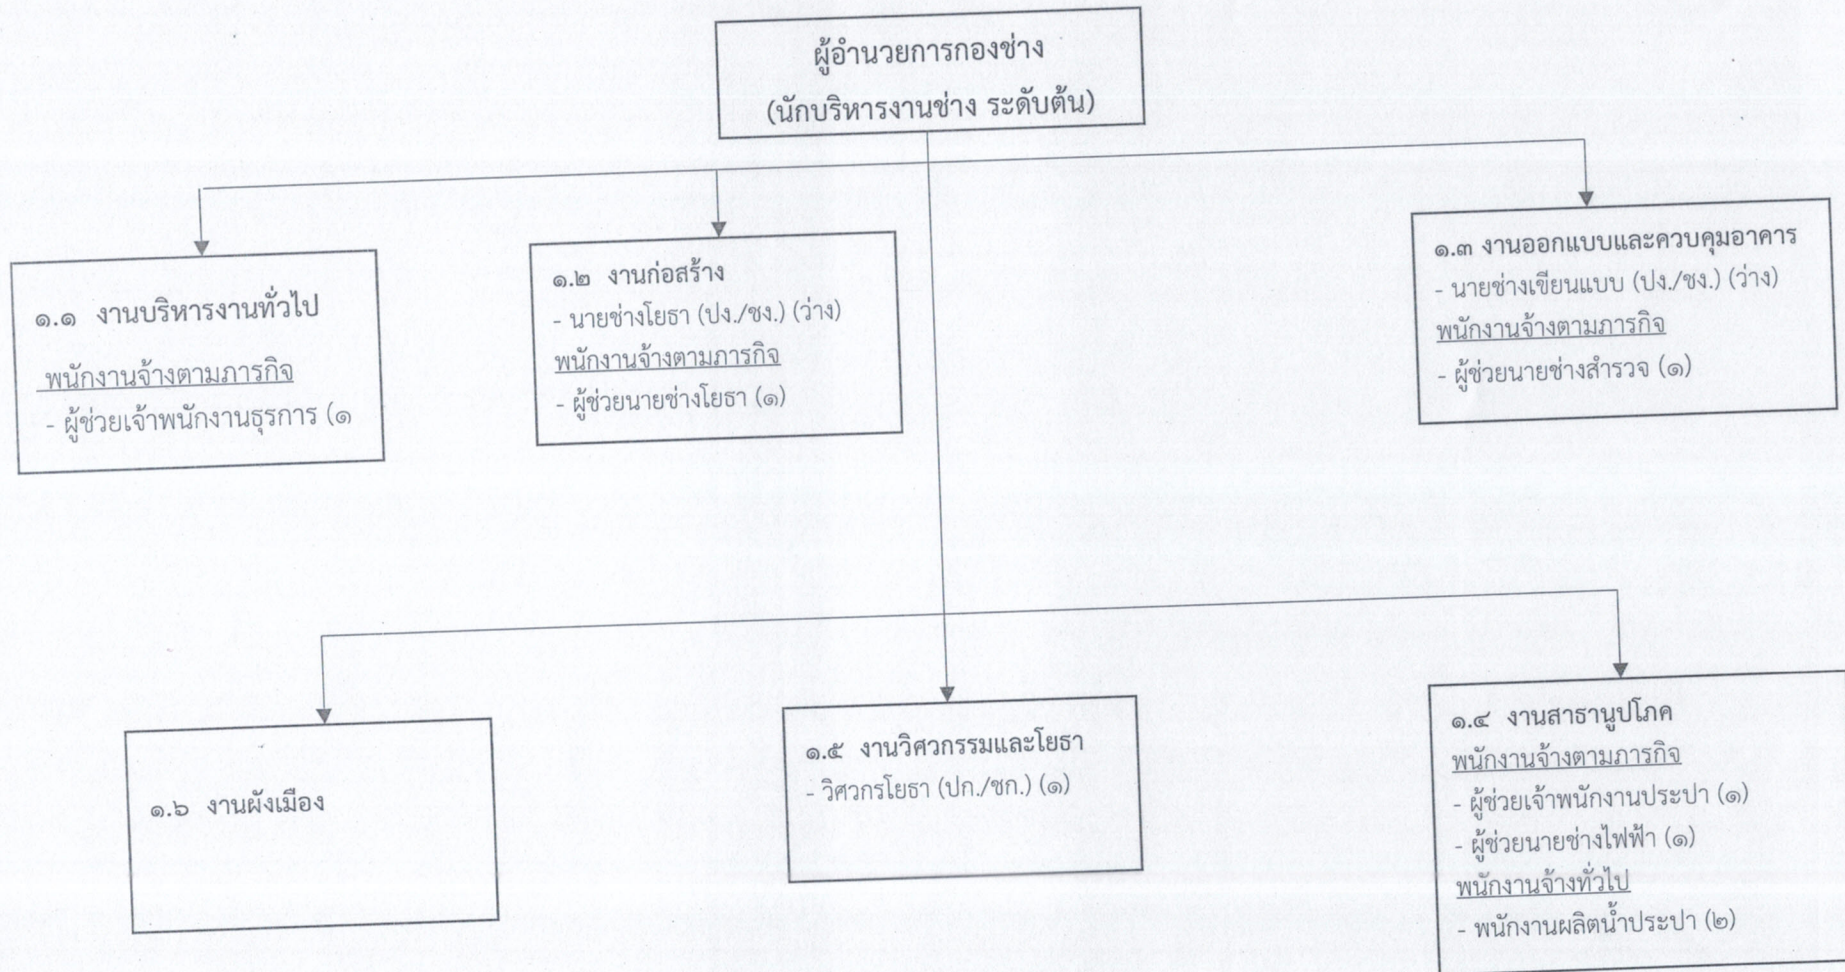 ผู้อำนวยการกองช่าง
(นักบริหารงานช่าง ระดับต้น)
๑.๑ งานบริหารงานทั่วไป
พนักงานจ้างตามภารกิจ
- ผู้ช่วยเจ้าพนักงานธุรการ (๑
๑.๒ งานก่อสร้าง
- นายช่างโยธา (ปง./ชง.) (ว่าง)
พนักงานจ้างตามภารกิจ
- ผู้ช่วยนายช่างโยธา (๑)
๑.๓ งานออกแบบและควบคุมอาคาร
- นายช่างเขียนแบบ (ปง./ชง.) (ว่าง)
พนักงานจ้างตามภารกิจ
- ผู้ช่วยนายช่างสำรวจ (๑)
๑.๖ งานผังเมือง
๑.๕ งานวิศวกรรมและโยธา
- วิศวกรโยธา (ปก./ชก.) (๑)
๑.๔ งานสาธานูปโภค
พนักงานจ้างตามภารกิจ
- ผู้ช่วยเจ้าพนักงานประปา (๑)
- ผู้ช่วยนายช่างไฟฟ้า (๑)
พนักงานจ้างทั่วไป
- พนักงานผลิตน้ำประปา (๒)